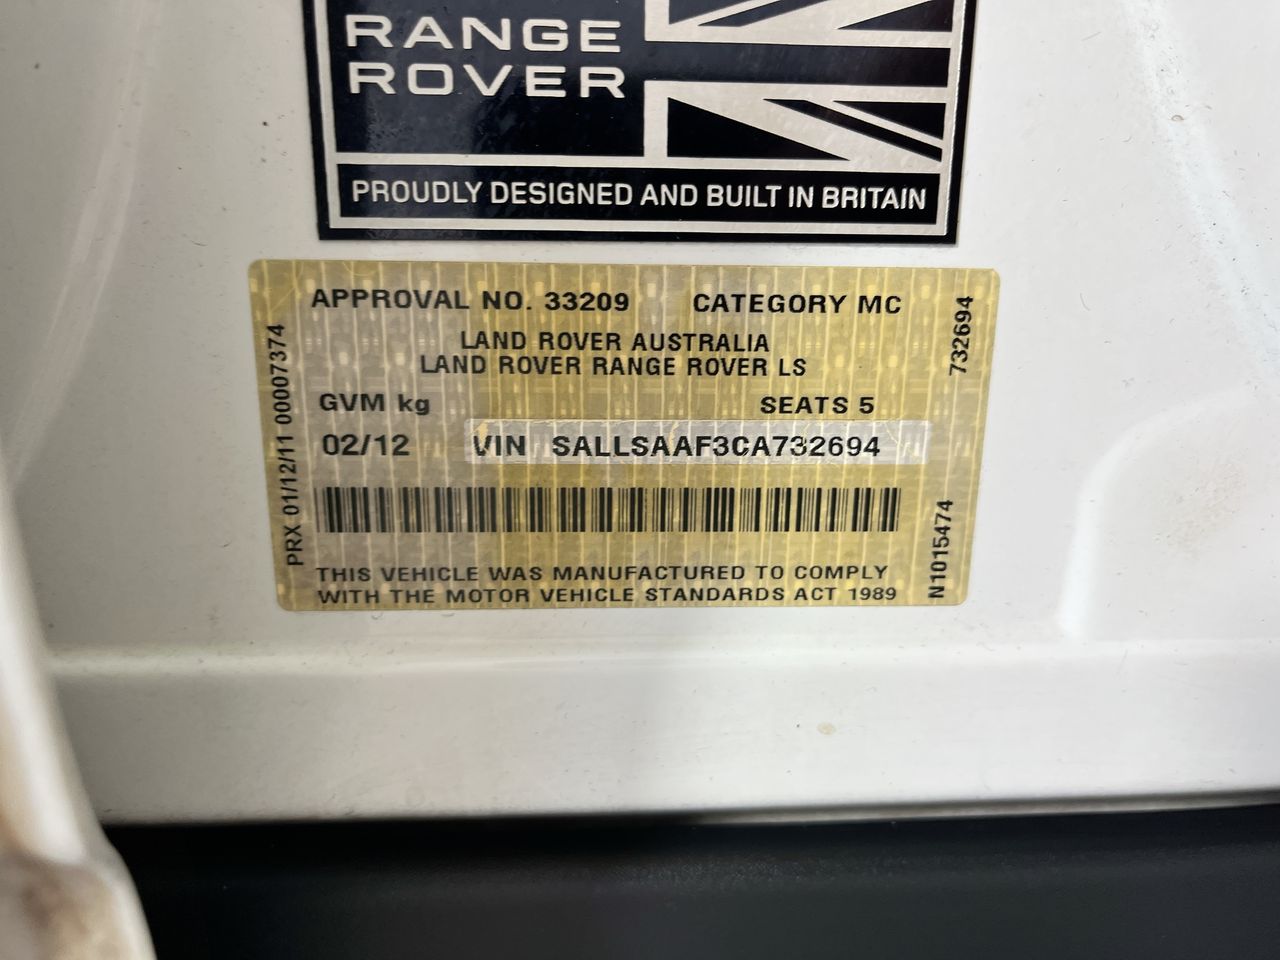 RANGE
ROVER
PROUDLY DESIGNED AND BUILT IN BRITAIN
APPROVAL NO. 33209 CATEGORY MC
LAND ROVER AUSTRALIA
LAND ROVER RANGE ROVER LS
GVM kg SEATS 5
02/12 VIN SALLSAAF3CA732694
THIS VEHICLE WAS MANUFACTURED TO COMPLY
WITH THE MOTOR VEHICLE STANDARDS ACT 1989
PRX 01/12/11 00007374
732694
N1015474